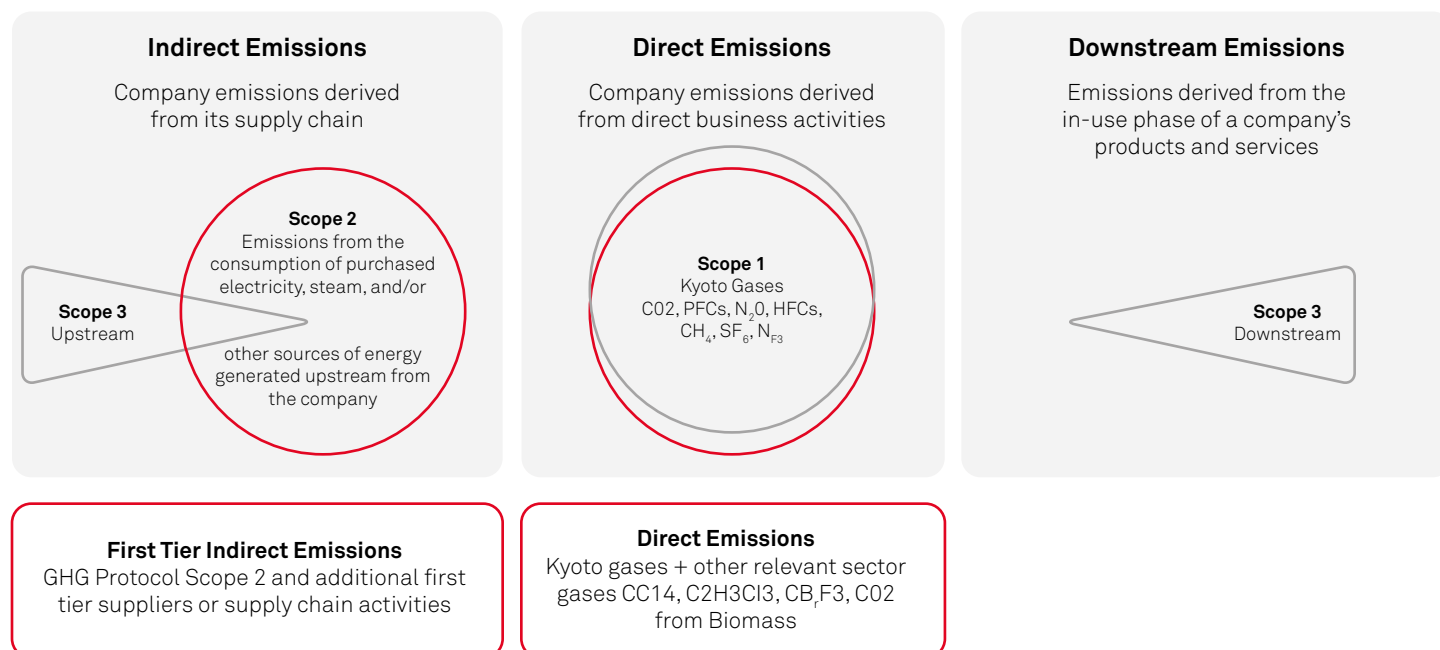 Indirect Emissions
Company emissions derived
from its supply chain
Scope 2
Emissions from the
consumption of purchased
electricity, steam, and/or
other sources of energy
generated upstream from
the company
Scope 3
Upstream
Direct Emissions
Company emissions derived
from direct business activities
Scope 1
Kyoto Gases
C02, PFCs, N₂0, HFCs,
CH₄, SF₆, N_F3
Downstream Emissions
Emissions derived from the
in-use phase of a company’s
products and services
Scope 3
Downstream
First Tier Indirect Emissions
GHG Protocol Scope 2 and additional first
tier suppliers or supply chain activities
Direct Emissions
Kyoto gases + other relevant sector
gases CC14, C2H3CI3, CBᵣF3, C02
from Biomass